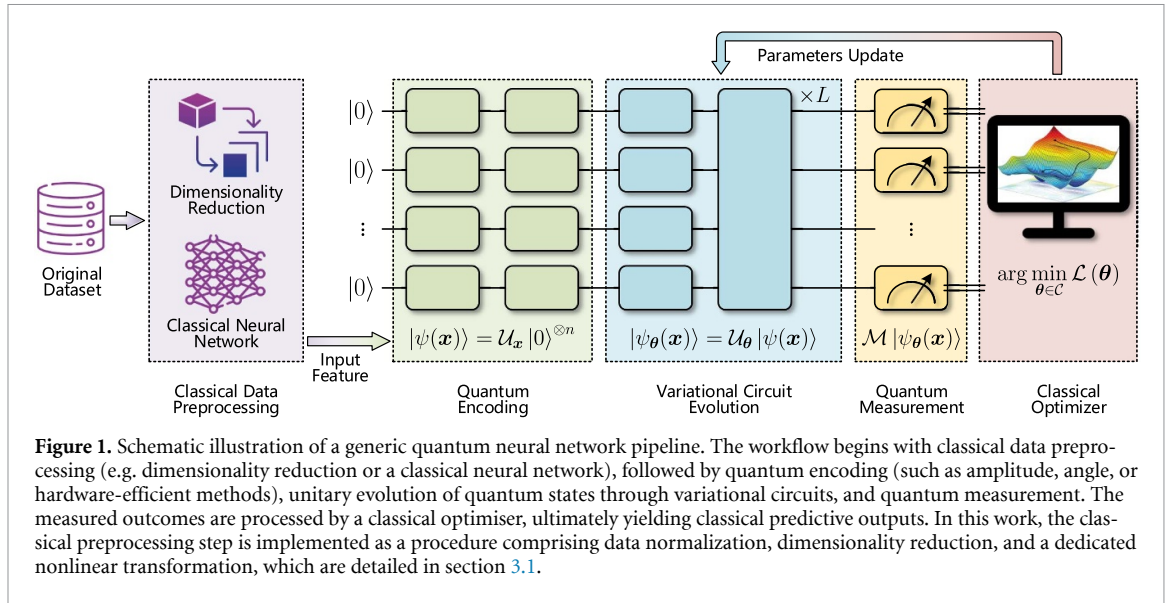 Parameters Update
×L
|0⟩
|0⟩
⋮
|0⟩
⋮
Dimensionality
Reduction
Original
Dataset
Classical Neural
Network
Input
Feature
|ψ(x)⟩ = 𝒰ₓ |0⟩^⊗n
|ψ_θ(x)⟩ = 𝒰_θ |ψ(x)⟩
ℳ |ψ_θ(x)⟩
arg min ℒ (θ)
θ∈𝒞
Classical Data
Preprocessing
Quantum
Encoding
Variational Circuit
Evolution
Quantum
Measurement
Classical
Optimizer
Figure 1. Schematic illustration of a generic quantum neural network pipeline. The workflow begins with classical data prepro-
cessing (e.g. dimensionality reduction or a classical neural network), followed by quantum encoding (such as amplitude, angle, or
hardware-efficient methods), unitary evolution of quantum states through variational circuits, and quantum measurement. The
measured outcomes are processed by a classical optimiser, ultimately yielding classical predictive outputs. In this work, the clas-
sical preprocessing step is implemented as a procedure comprising data normalization, dimensionality reduction, and a dedicated
nonlinear transformation, which are detailed in section 3.1.